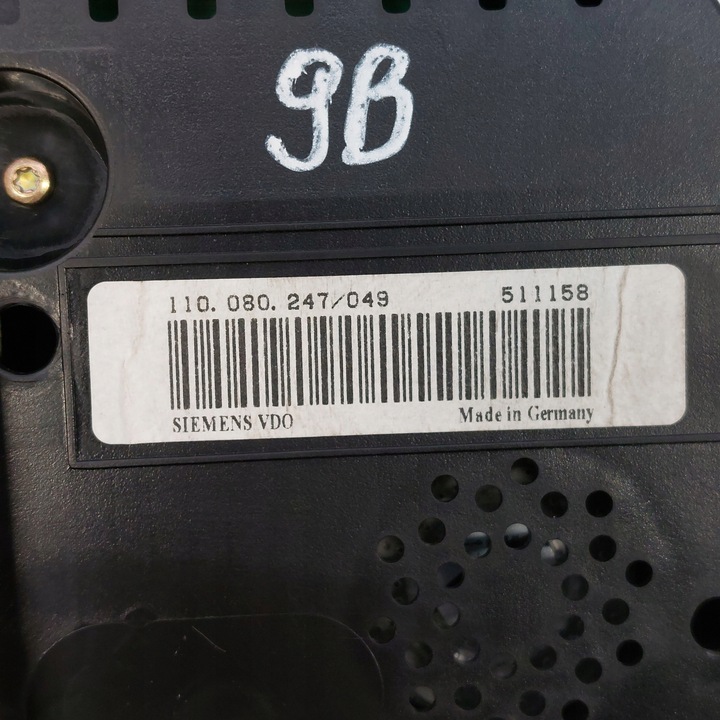 9B
110.080.247/049 511158
SIEMENS VDO Made in Germany